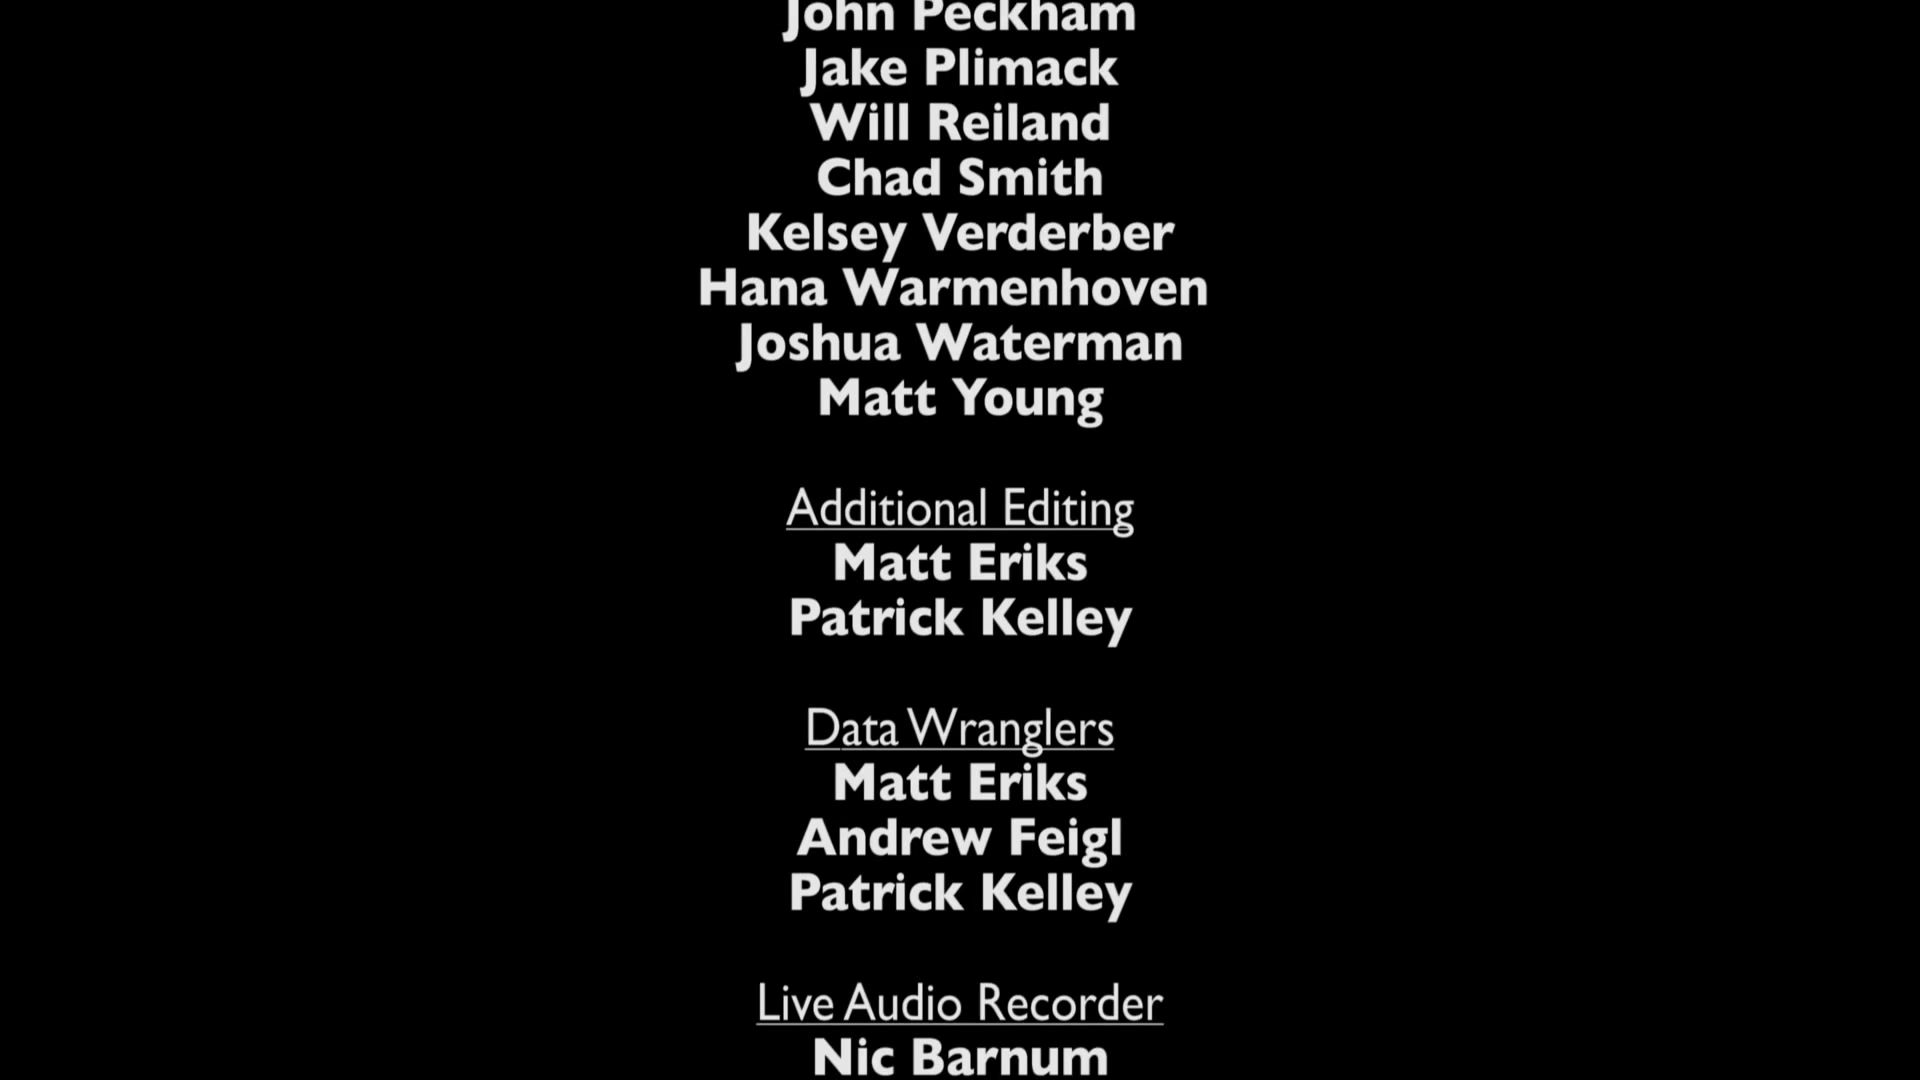 John Peckham
Jake Plimack
Will Reiland
Chad Smith
Kelsey Verderber
Hana Warmenhoven
Joshua Waterman
Matt Young
Additional Editing
Matt Eriks
Patrick Kelley
Data Wranglers
Matt Eriks
Andrew Feigl
Patrick Kelley
Live Audio Recorder
Nic Barnum